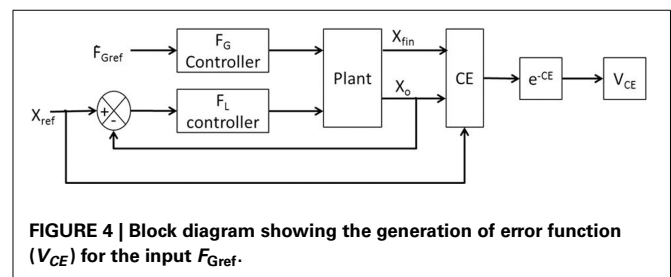 F_Gref
F_G
Controller
X_ref
+
-
F_L
controller
Plant
X_fin
X_o
CE
e^-CE
V_CE
FIGURE 4 | Block diagram showing the generation of error function
(V_CE) for the input F_Gref.